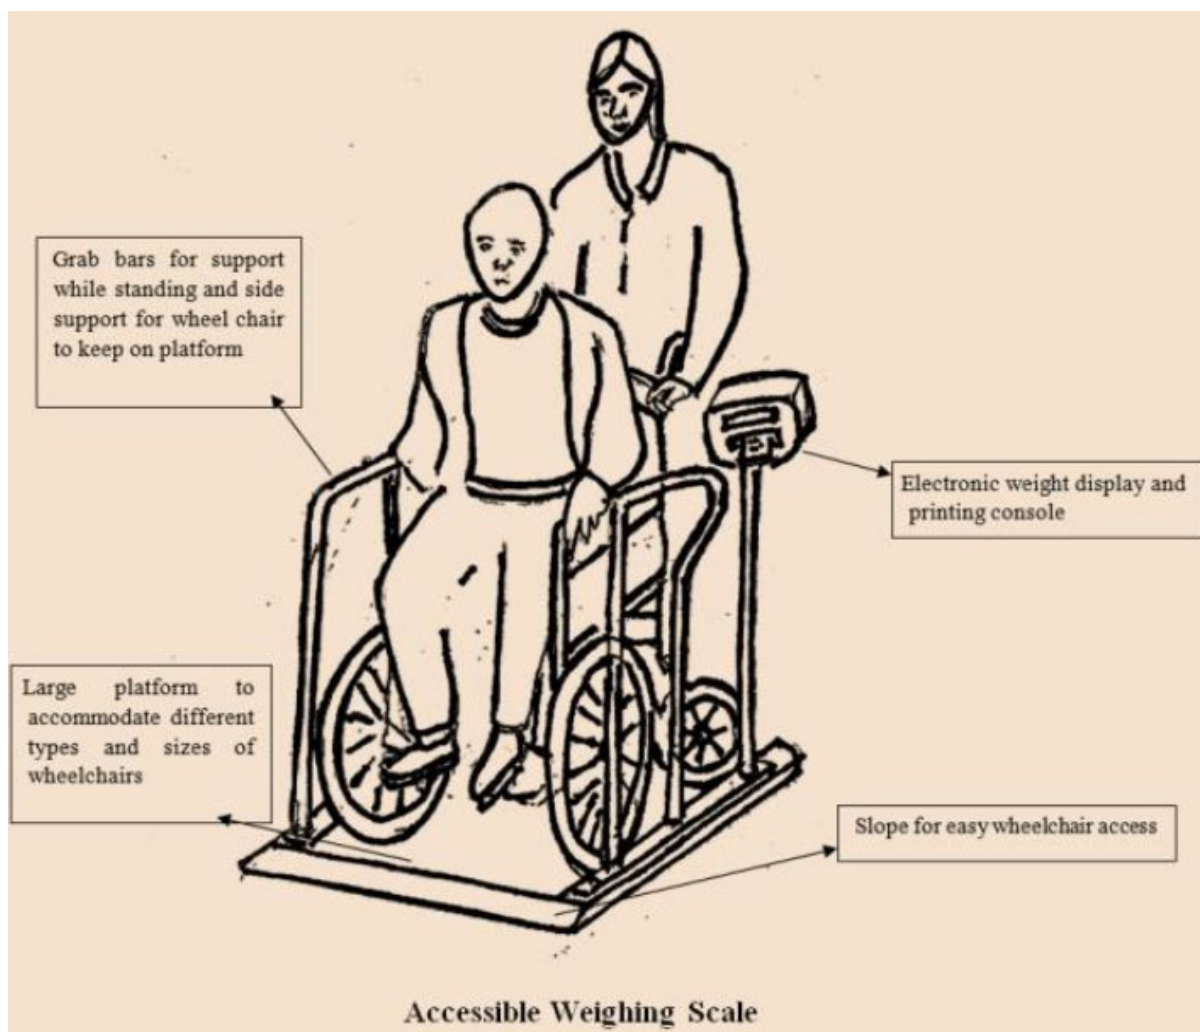 Grab bars for support
while standing and side
support for wheel chair
to keep on platform
Electronic weight display and
printing console
Large platform to
accommodate different
types and sizes of
wheelchairs
Slope for easy wheelchair access
Accessible Weighing Scale